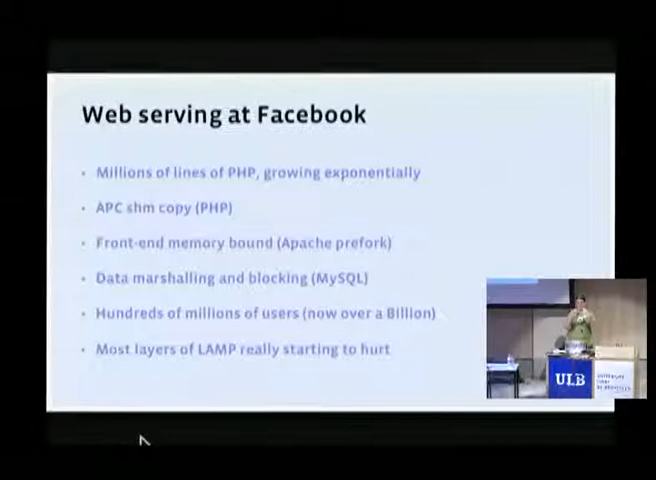 Web serving at Facebook
• Millions of lines of PHP, growing exponentially
• APC shm copy (PHP)
• Front-end memory bound (Apache prefork)
• Data marshalling and blocking (MySQL)
• Hundreds of millions of users (now over a Billion)
• Most layers of LAMP really starting to hurt
ULB